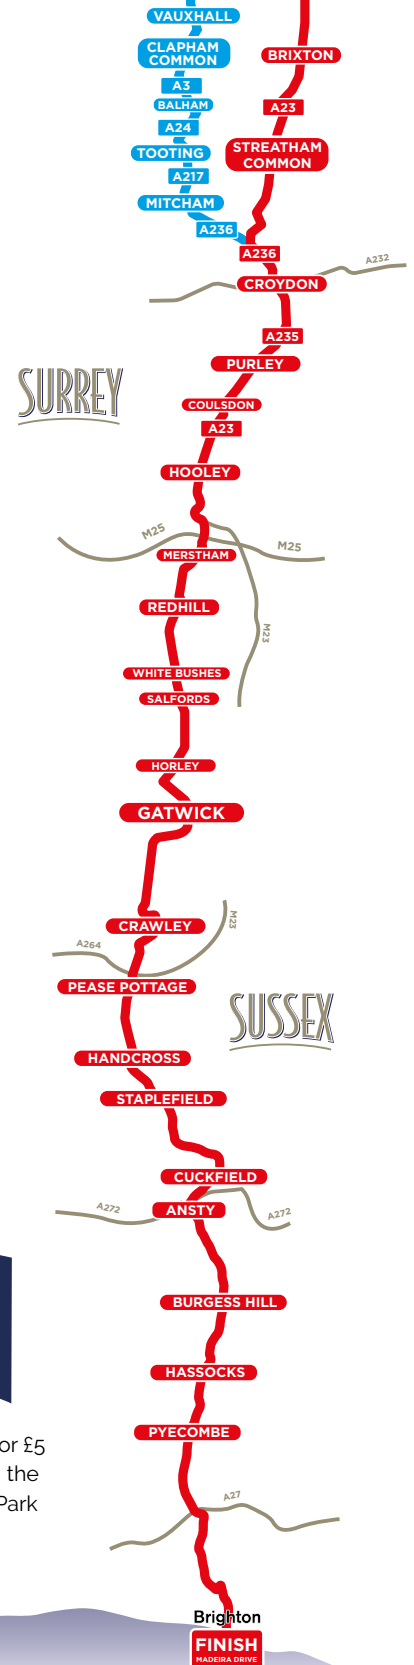 VAUXHALL
CLAPHAM
COMMON
BRIXTON
A3
BALHAM
A23
A24
TOOTING
STREATHAM
COMMON
A217
MITCHAM
A236
A236
A232
CROYDON
A235
PURLEY
SURREY
COULSDON
A23
HOOLEY
M25
M25
MERSTHAM
REDHILL
M23
WHITE BUSHES
SALFORDS
HORLEY
GATWICK
M23
CRAWLEY
A264
PEASE POTTAGE
SUSSEX
HANDCROSS
STAPLEFIELD
CUCKFIELD
A272
ANSTY
A272
BURGESS HILL
HASSOCKS
PYECOMBE
or £5
the
Park
A27
Brighton
FINISH
MADEIRA DRIVE